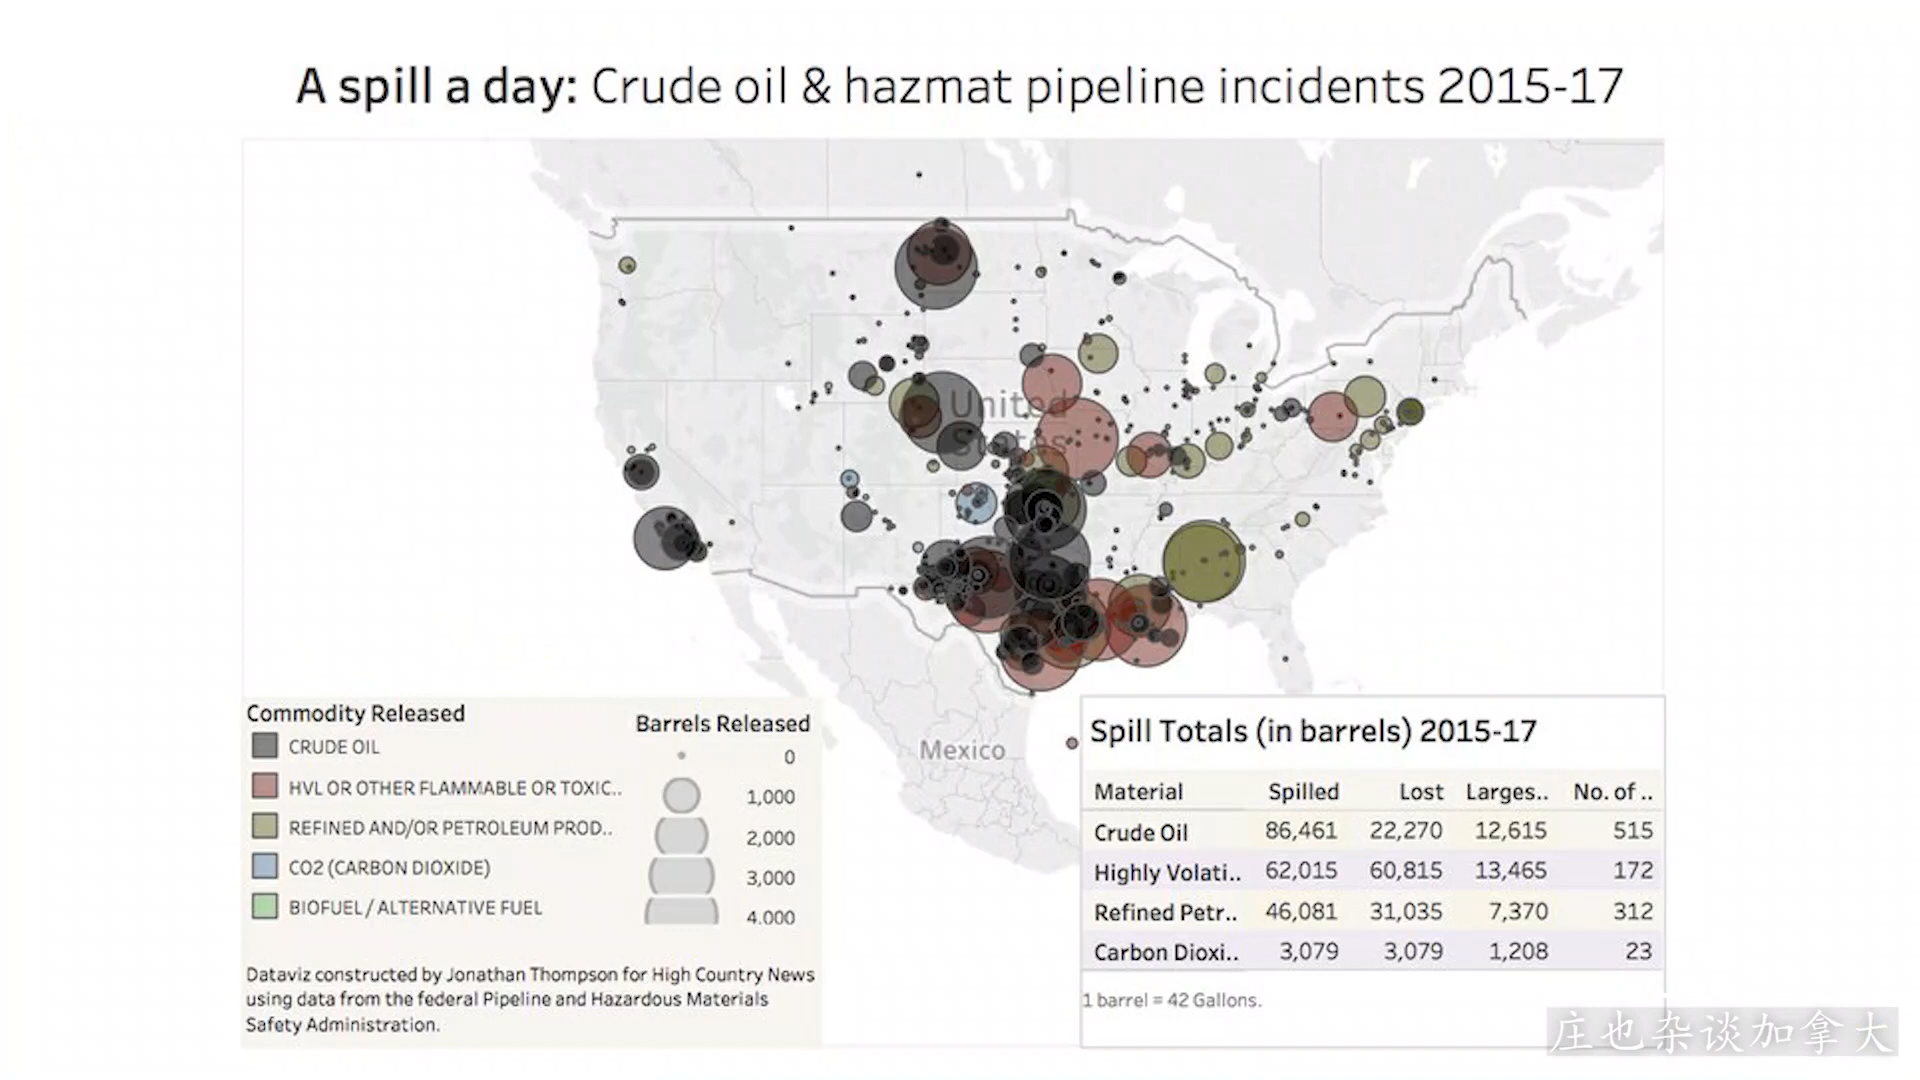 A spill a day: Crude oil & hazmat pipeline incidents 2015-17
United
States
Mexico
Commodity Released
CRUDE OIL
HVL OR OTHER FLAMMABLE OR TOXIC..
REFINED AND/OR PETROLEUM PROD..
CO2 (CARBON DIOXIDE)
BIOFUEL / ALTERNATIVE FUEL
Barrels Released
0
1,000
2,000
3,000
4.000
Dataviz constructed by Jonathan Thompson for High Country News
using data from the federal Pipeline and Hazardous Materials
Safety Administration.
Spill Totals (in barrels) 2015-17
Material Spilled Lost Larges.. No. of ..
Crude Oil 86,461 22,270 12,615 515
Highly Volati.. 62,015 60,815 13,465 172
Refined Petr.. 46,081 31,035 7,370 312
Carbon Dioxi.. 3,079 3,079 1,208 23
1 barrel = 42 Gallons.
庄也杂谈加拿大